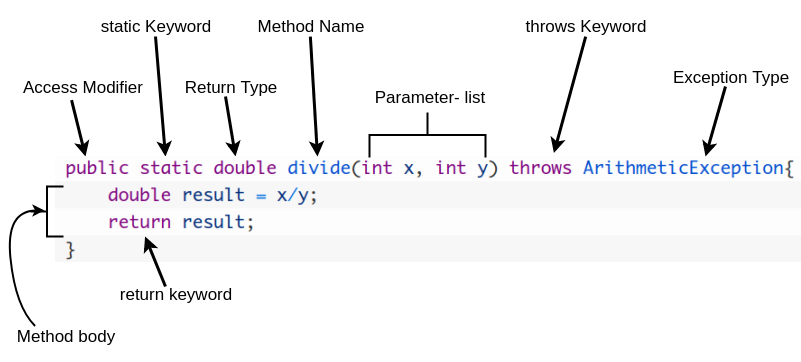 static Keyword
Method Name
throws Keyword
Access Modifier
Return Type
Parameter- list
Exception Type
public static double divide(int x, int y) throws ArithmeticException{
double result = x/y;
return result;
}
return keyword
Method body